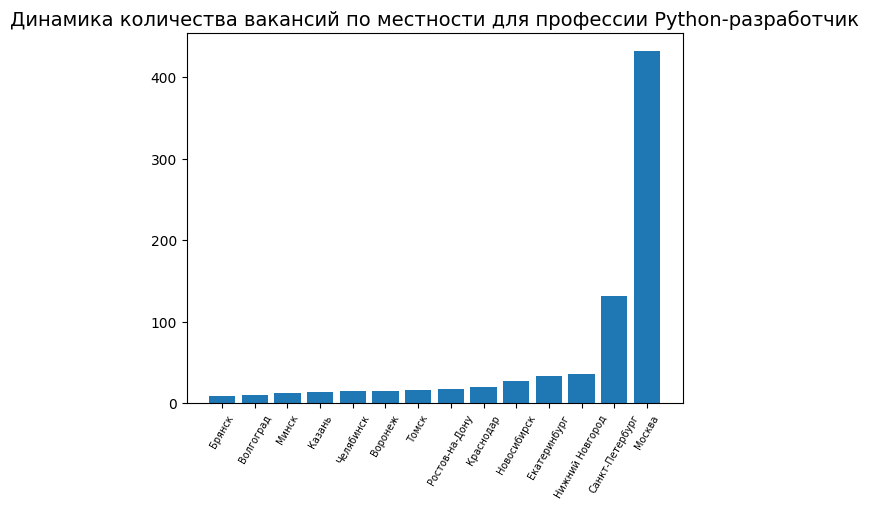 Динамика количества вакансий по местности для профессии Python-разработчик
400
300
200
100
0
Брянск
Волгоград
Минск
Казань
Челябинск
Воронеж
Томск
Ростов-на-Дону
Краснодар
Новосибирск
Екатеринбург
Нижний Новгород
Санкт-Петербург
Москва